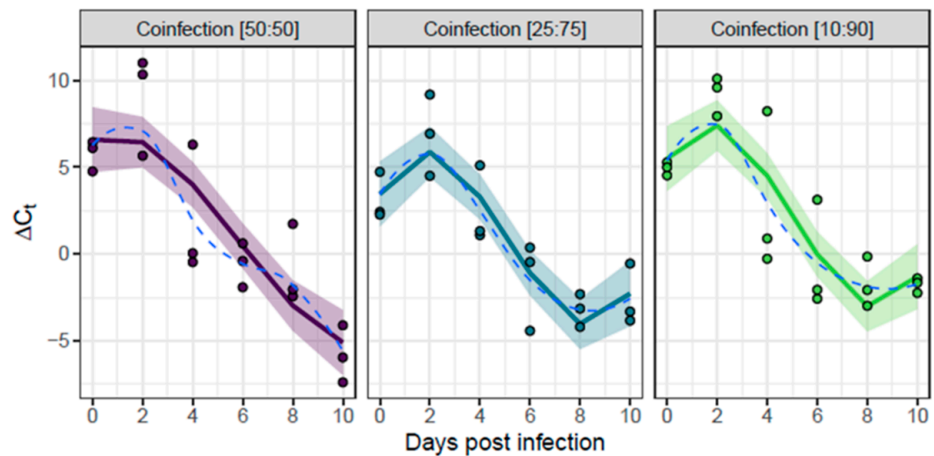 Coinfection [50:50] Coinfection [25:75] Coinfection [10:90]
10
5
0
−5
ΔCt
0 2 4 6 8 10 0 2 4 6 8 10 0 2 4 6 8 10
Days post infection